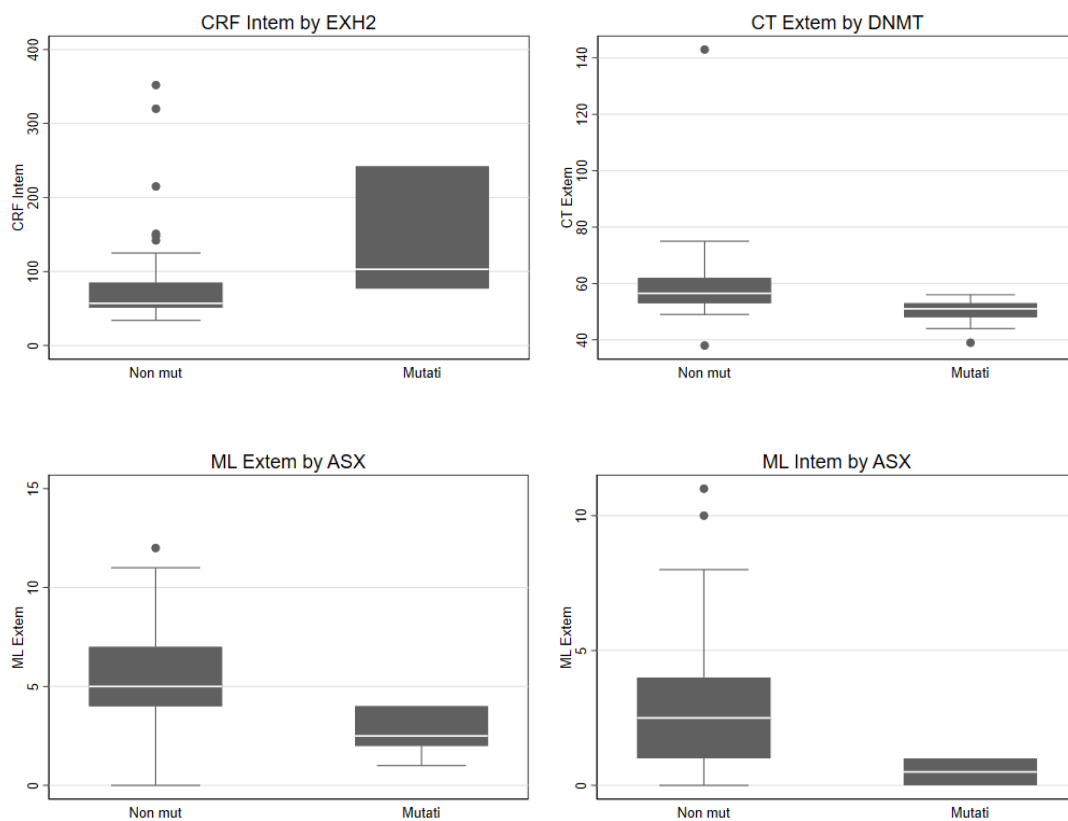 CRF Intem by EXH2
CRF Intem
400
300
200
100
0
Non mut
Mutati
CT Extem by DNMT
CT Extem
140
120
100
80
60
40
Non mut
Mutati
ML Extem by ASX
ML Extem
15
10
5
0
Non mut
Mutati
ML Intem by ASX
ML Extem
10
5
0
Non mut
Mutati